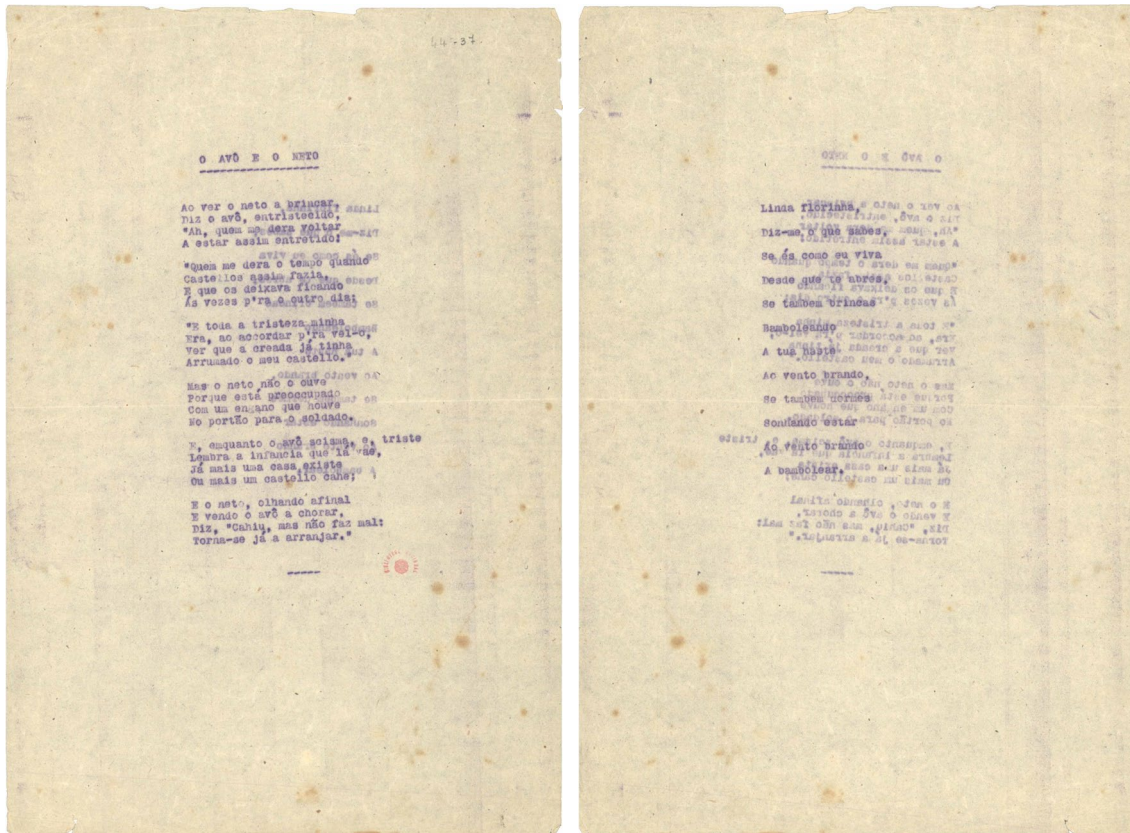 44-37
O AVÔ E O NETO
Ao ver o neto a brincar,
Diz o avô, entristecido,
"Ah, quem me dera voltar
A estar assim entretido!
"Quem me dera o tempo quando
Castellos assim fazia,
E que os deixava ficando
Ás vezes p'ra o outro dia;
"E toda a tristeza minha
Era, ao accordar p'ra vel-o,
Ver que a creada já tinha
Arrumado o meu castello."
Mas o neto não o ouve
Porque está preoccupado
Com um engano que houve
No portão para o soldado.
E, emquanto o avô scisma, e, triste
Lembra a infancia que lá vae,
Já mais uma casa existe
Ou mais um castello cahe;
E o neto, olhando afinal
E vendo o avô a chorar,
Diz, "Cahiu, mas não faz mal:
Torna-se já a arranjar."
Linda florinha,
Diz-me o que sabes,
Se és como eu viva
Desde que te abres,
Se tambem brincas
Bamboleando
A tua haste
Ao vento brando,
Se tambem dormes
Sonhando estar
Ao vento brando
A bambolear.